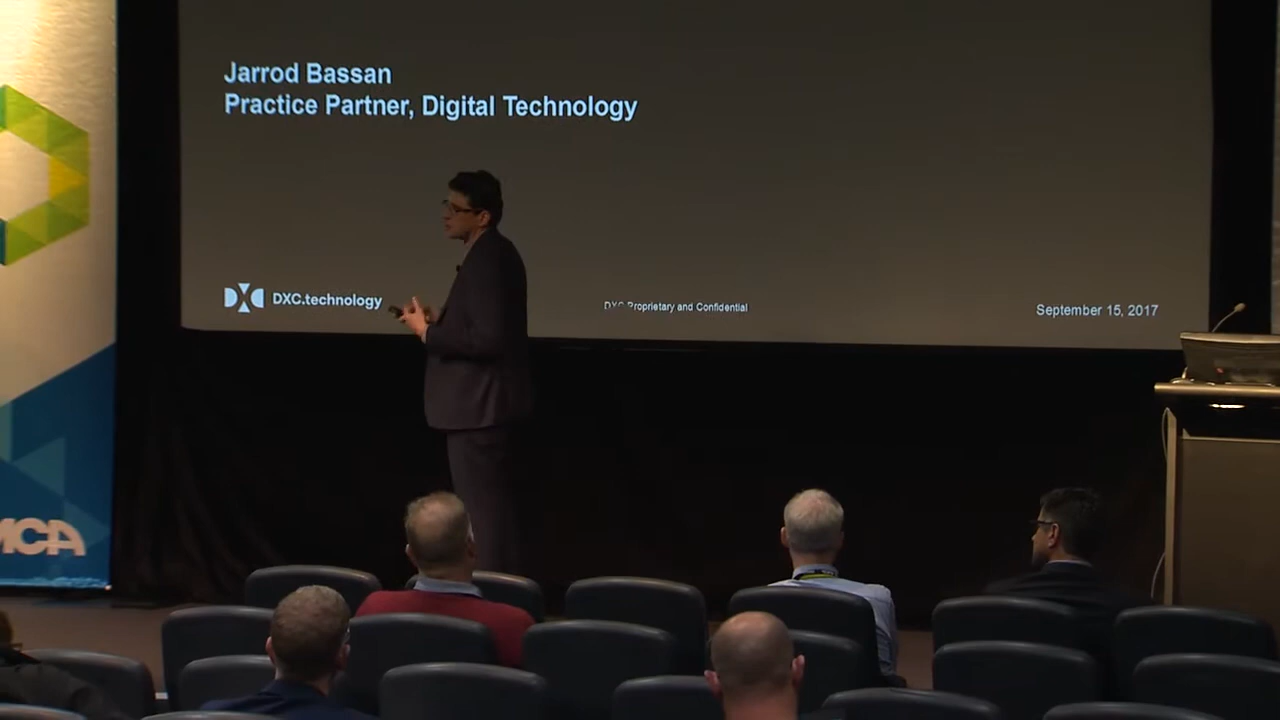 Jarrod Bassan
Practice Partner, Digital Technology
DXC.technology
DXC Proprietary and Confidential
September 15, 2017
MCA